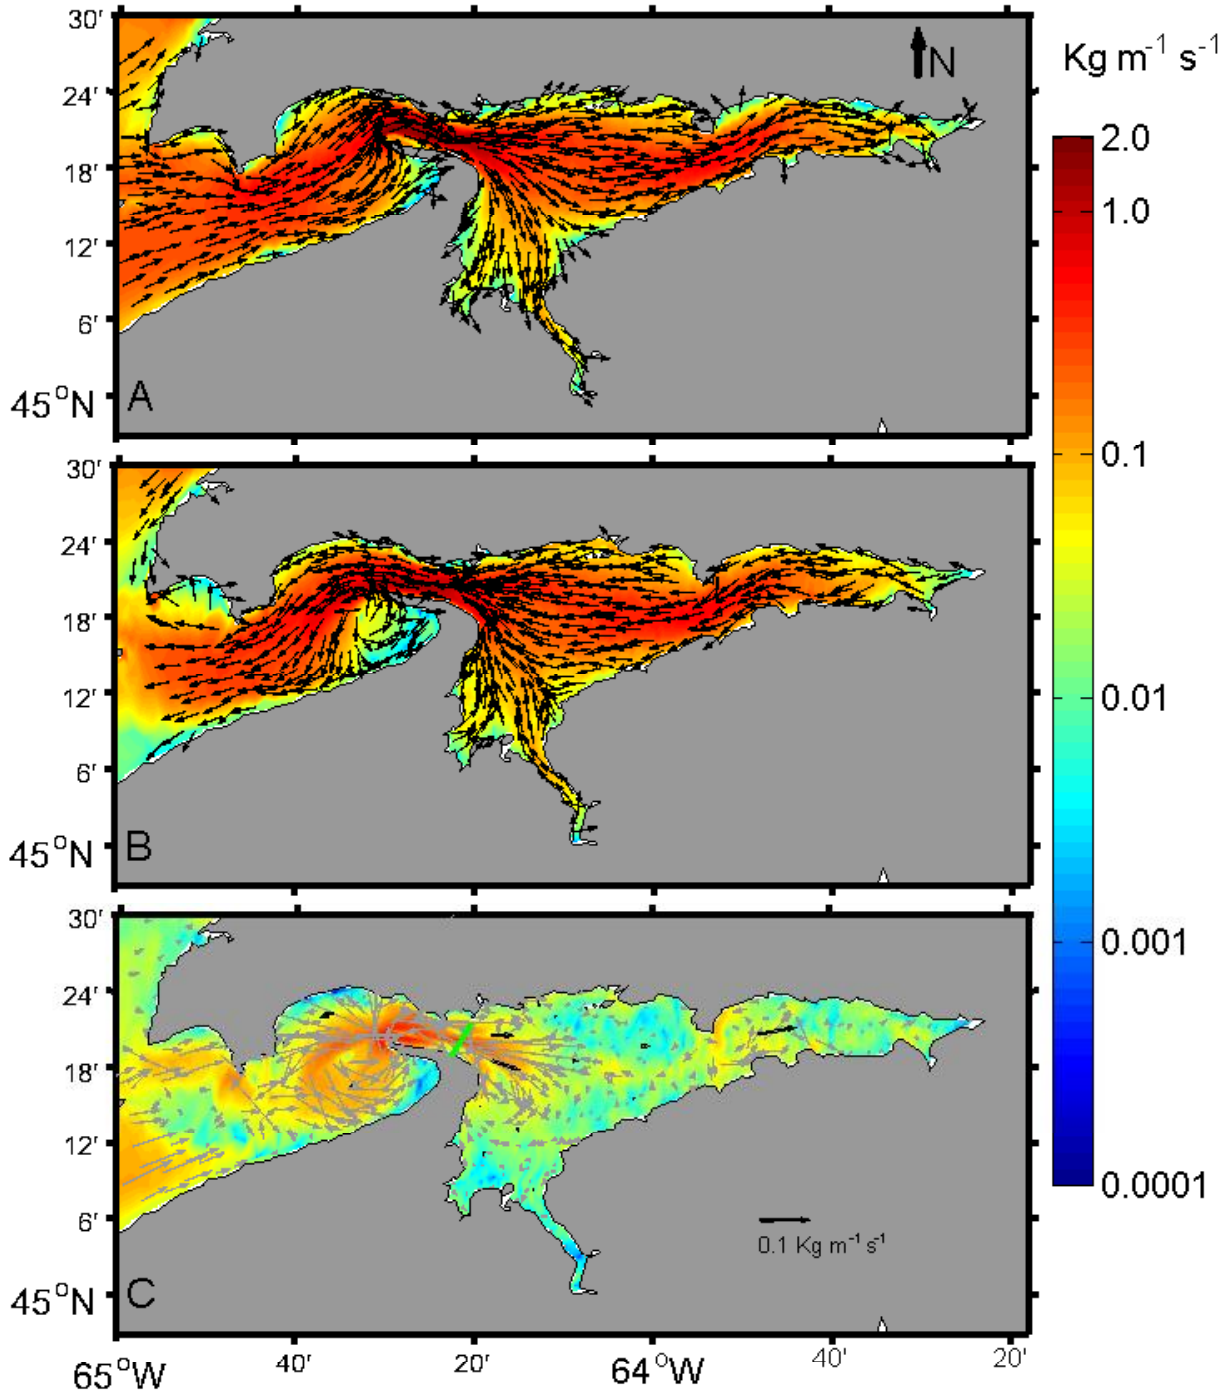 30′
24′
18′
12′
6′
45°N
A
N
Kg m⁻¹ s⁻¹
2.0
1.0
0.1
0.01
0.001
0.0001
30′
24′
18′
12′
6′
45°N
B
30′
24′
18′
12′
6′
45°N
C
0.1 Kg m⁻¹ s⁻¹
65°W
40′
20′
64°W
40′
20′